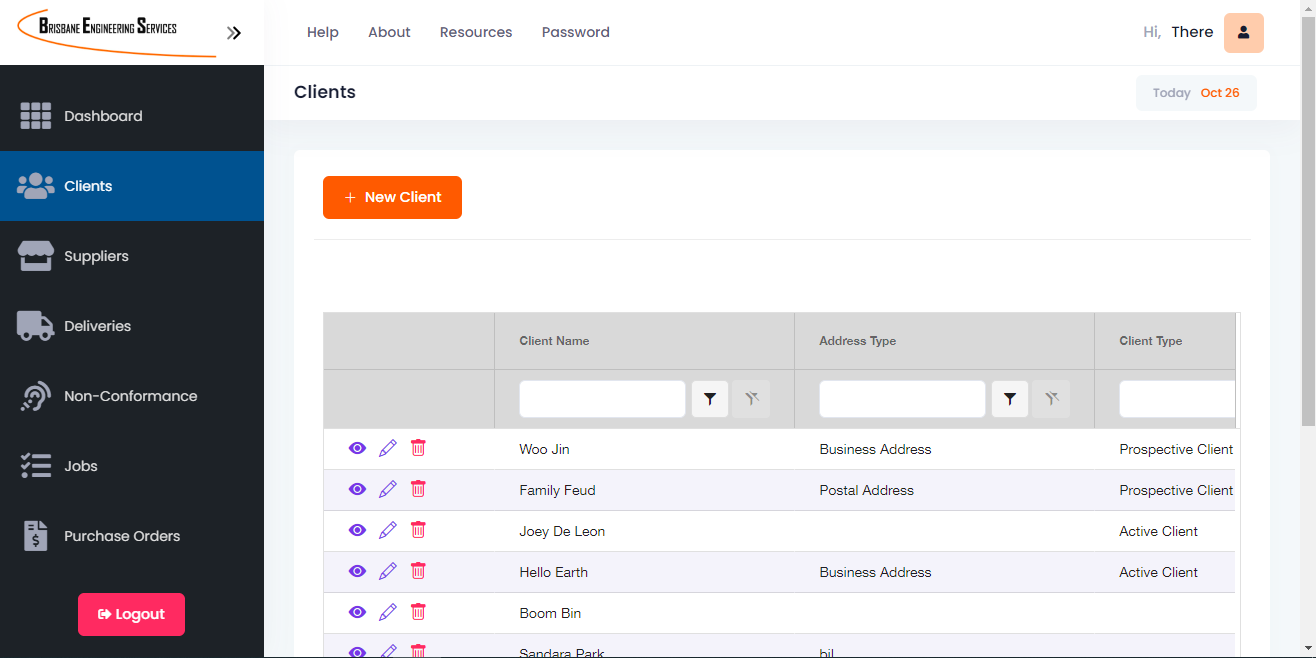 BRISBANE ENGINEERING SERVICES
Help About Resources Password
Hi, There
Clients
Today Oct 26
Dashboard
Clients
Suppliers
Deliveries
Non-Conformance
Jobs
Purchase Orders
Logout
+ New Client
Client Name Address Type Client Type
Woo Jin Business Address Prospective Client
Family Feud Postal Address Prospective Client
Joey De Leon Active Client
Hello Earth Business Address Active Client
Boom Bin
Sandara Park bil